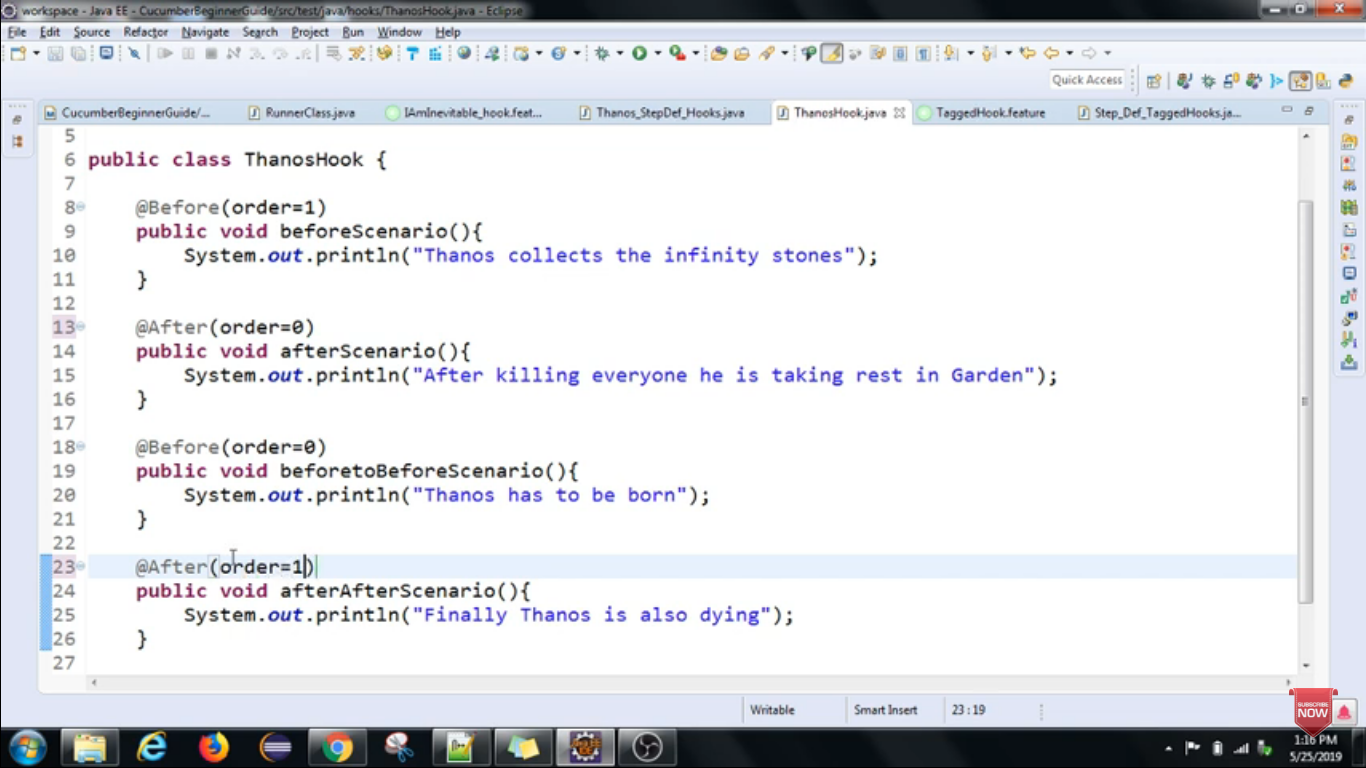 workspace - Java EE - CucumberBeginnerGuide/src/test/java/hooks/ThanosHook.java - Eclipse
File Edit Source Refactor Navigate Search Project Run Window Help
Quick Access
CucumberBeginnerGuide/... RunnerClass.java IAmInevitable_hook.feat... Thanos_StepDef_Hooks.java ThanosHook.java TaggedHook.feature Step_Def_TaggedHooks.ja...
5
6 public class ThanosHook {
7
8 @Before(order=1)
9 public void beforeScenario(){
10 System.out.println("Thanos collects the infinity stones");
11 }
12
13 @After(order=0)
14 public void afterScenario(){
15 System.out.println("After killing everyone he is taking rest in Garden");
16 }
17
18 @Before(order=0)
19 public void beforetoBeforeScenario(){
20 System.out.println("Thanos has to be born");
21 }
22
23 @After(order=1)
24 public void afterAfterScenario(){
25 System.out.println("Finally Thanos is also dying");
26 }
27
Writable Smart Insert 23 : 19
SUBSCRIBE
NOW
1:16 PM
5/25/2019